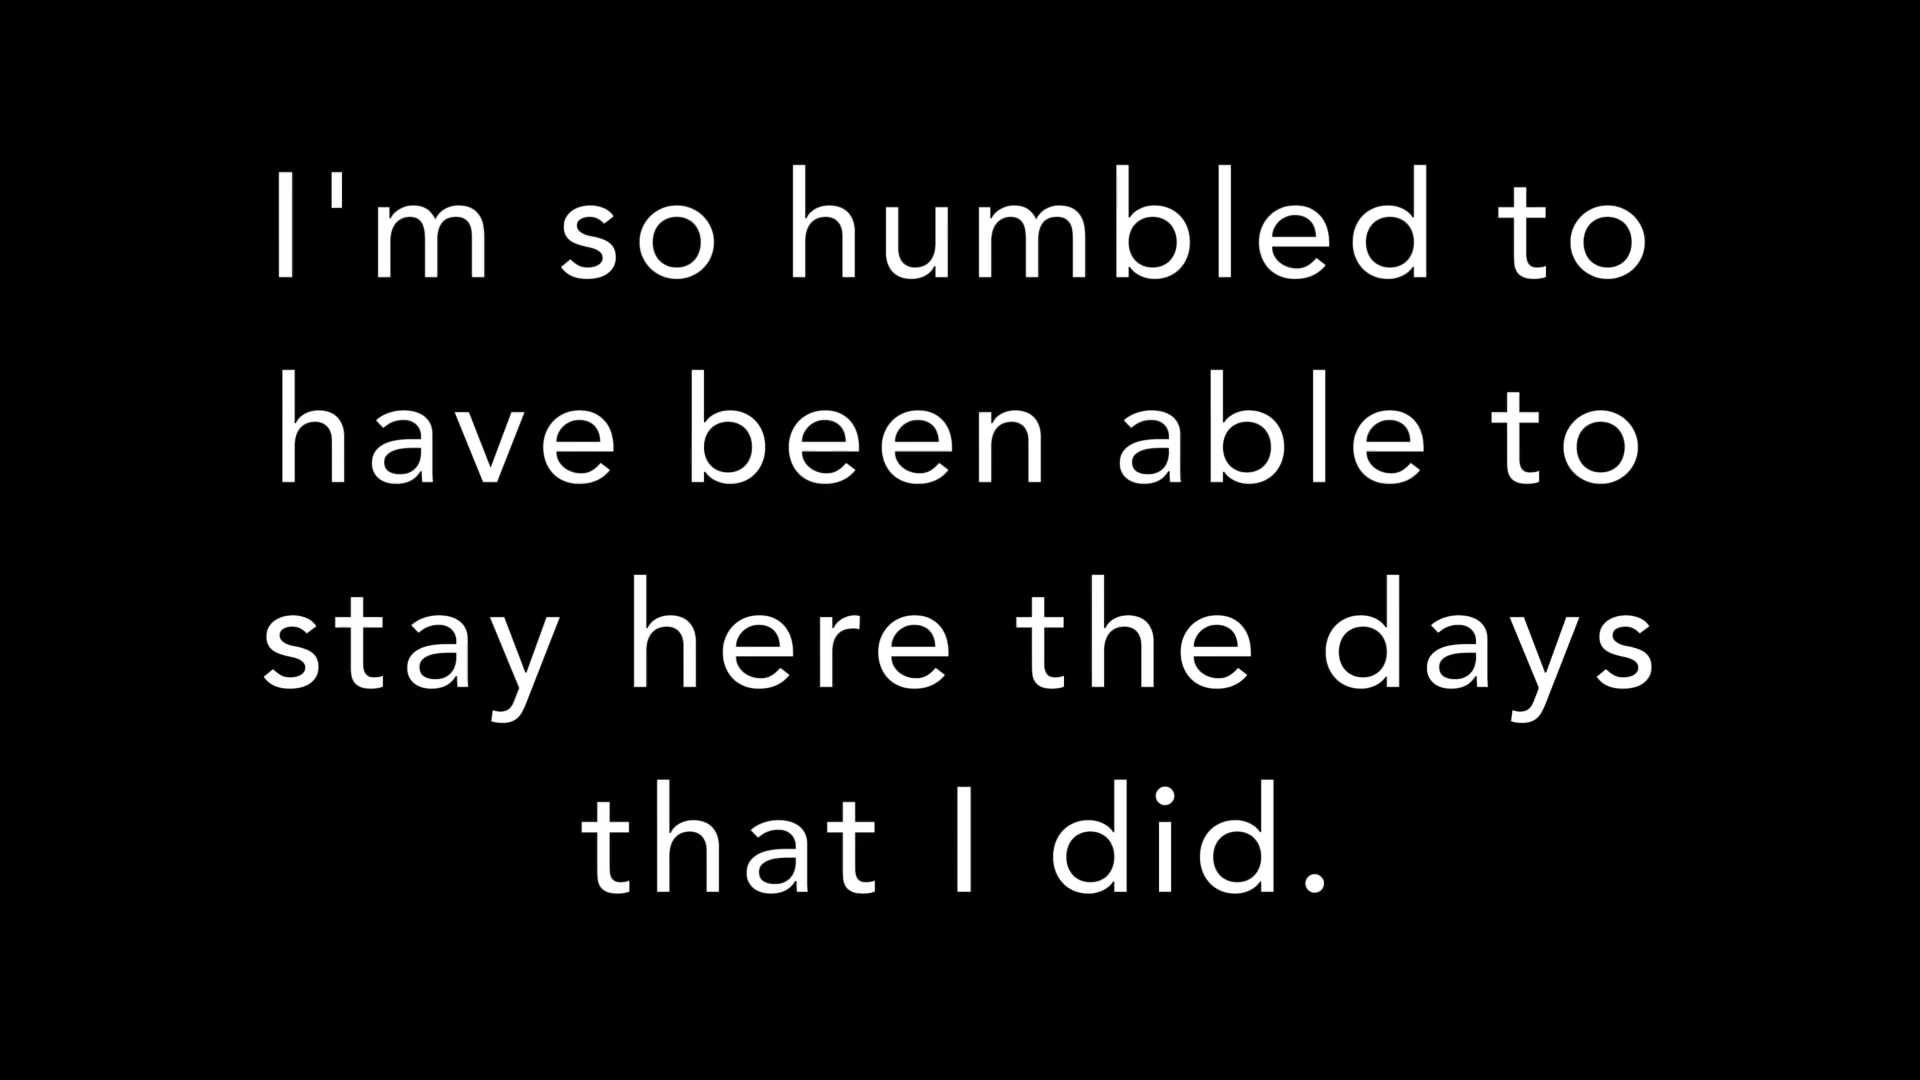 I'm so humbled to
have been able to
stay here the days
that I did.